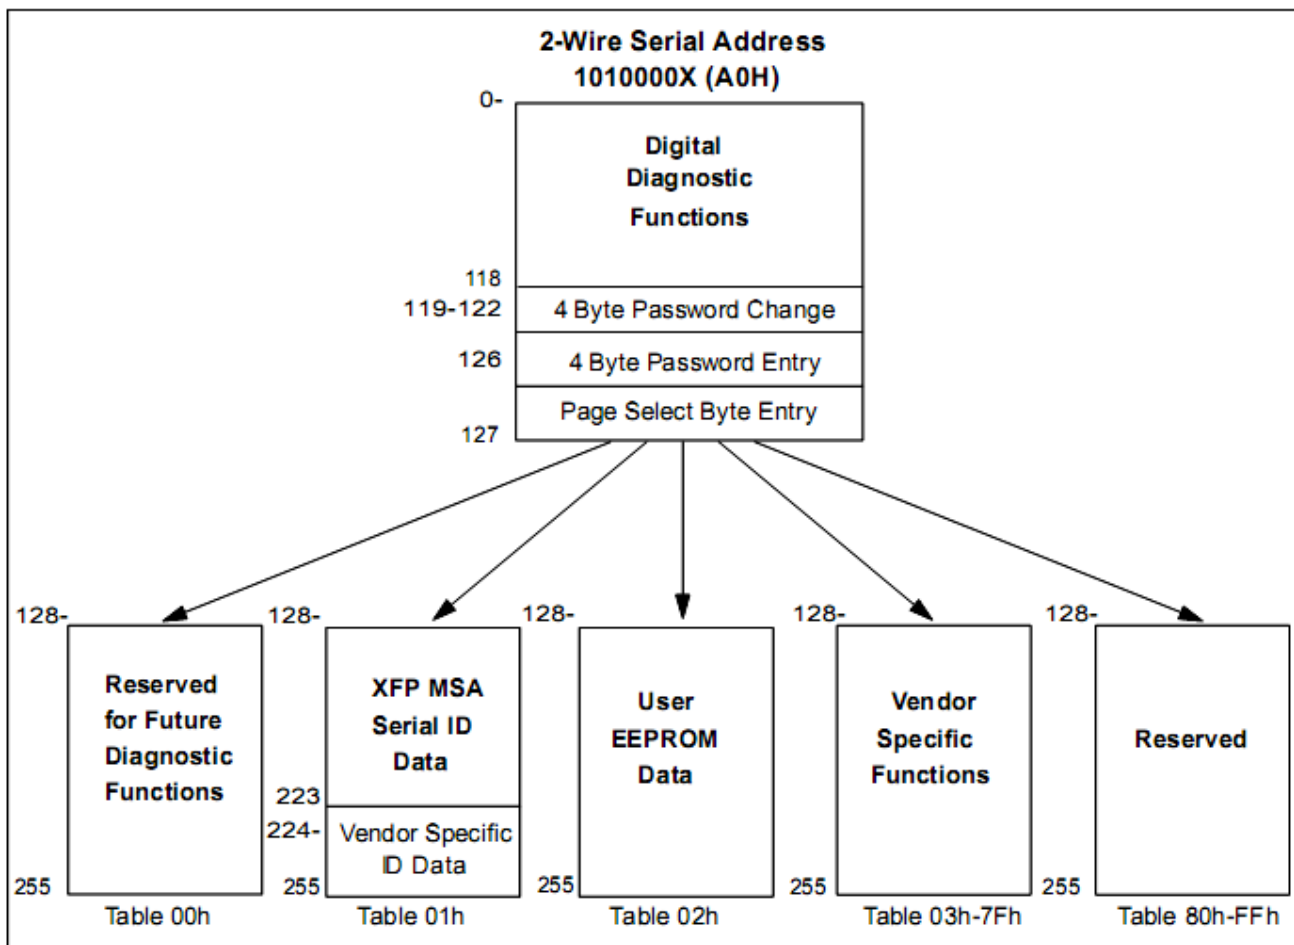 2-Wire Serial Address
1010000X (A0H)
0-
Digital
Diagnostic
Functions
118
119-122
4 Byte Password Change
126
4 Byte Password Entry
Page Select Byte Entry
127
128-
Reserved
for Future
Diagnostic
Functions
255
Table 00h
128-
XFP MSA
Serial ID
Data
223
224-
Vendor Specific
ID Data
255
Table 01h
128-
User
EEPROM
Data
255
Table 02h
128-
Vendor
Specific
Functions
255
Table 03h-7Fh
128-
Reserved
255
Table 80h-FFh